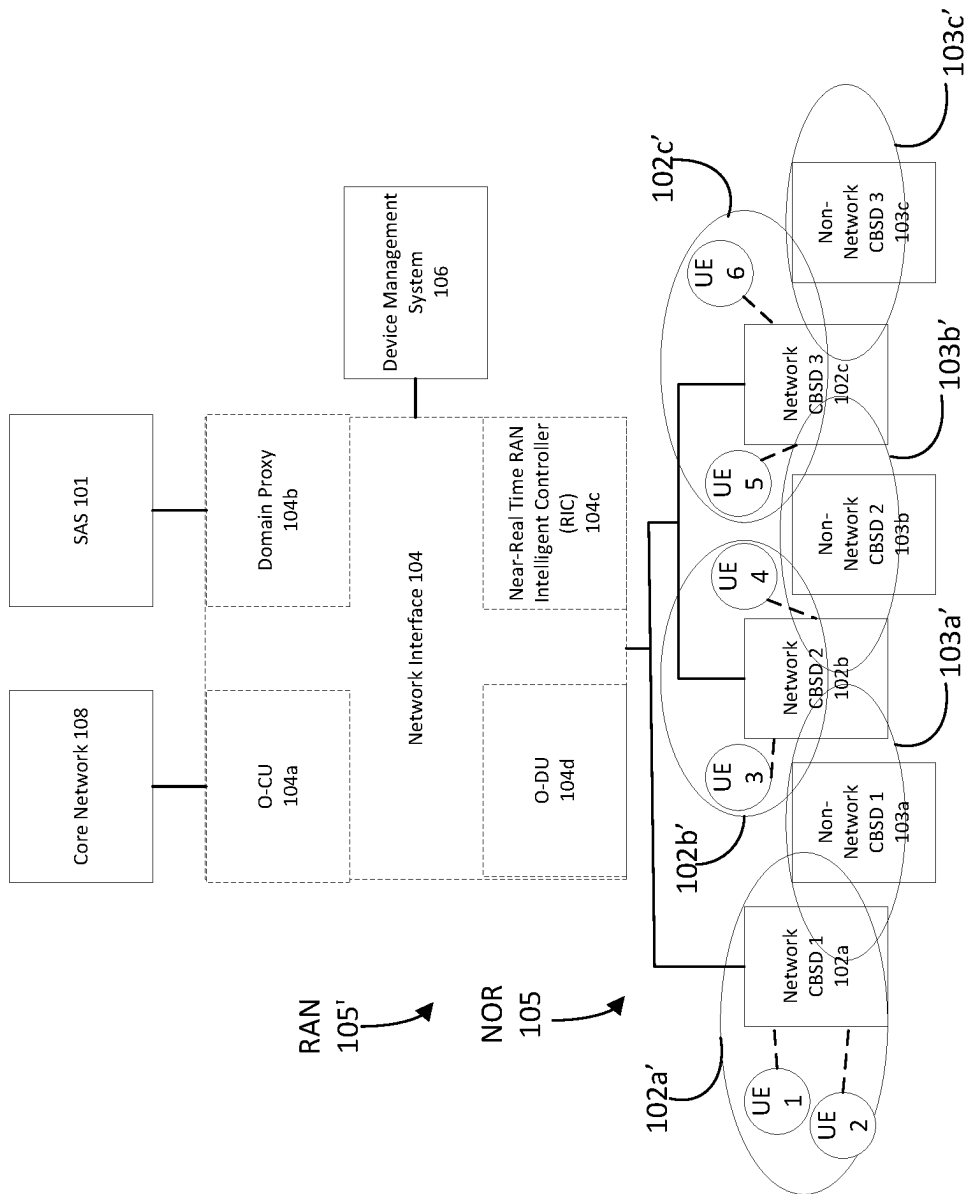 Core Network 108
SAS 101
O-CU
104a
Domain Proxy
104b
Network Interface 104
Device Management
System
106
O-DU
104d
Near-Real Time RAN
Intelligent Controller
(RIC)
104c
RAN
105'
NOR
105
102a’
102b’
102c’
UE
1
UE
2
UE
3
UE
4
UE
5
UE
6
Network
CBSD 1
102a
Network
CBSD 2
102b
Network
CBSD 3
102c
Non-
Network
CBSD 1
103a
Non-
Network
CBSD 2
103b
Non-
Network
CBSD 3
103c
103a’
103b’
103c’